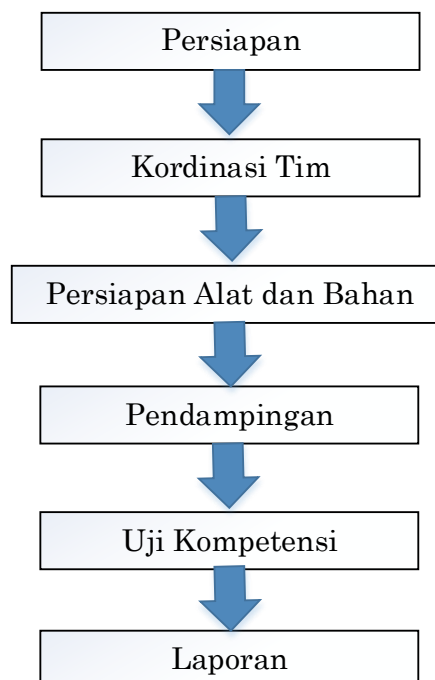 Persiapan
Kordinasi Tim
Persiapan Alat dan Bahan
Pendampingan
Uji Kompetensi
Laporan